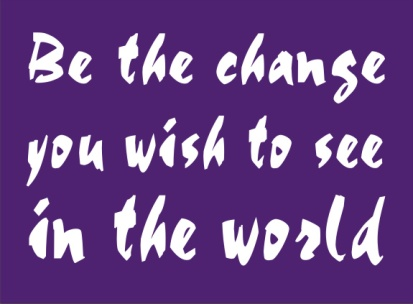 Be the change
you wish to see
in the world